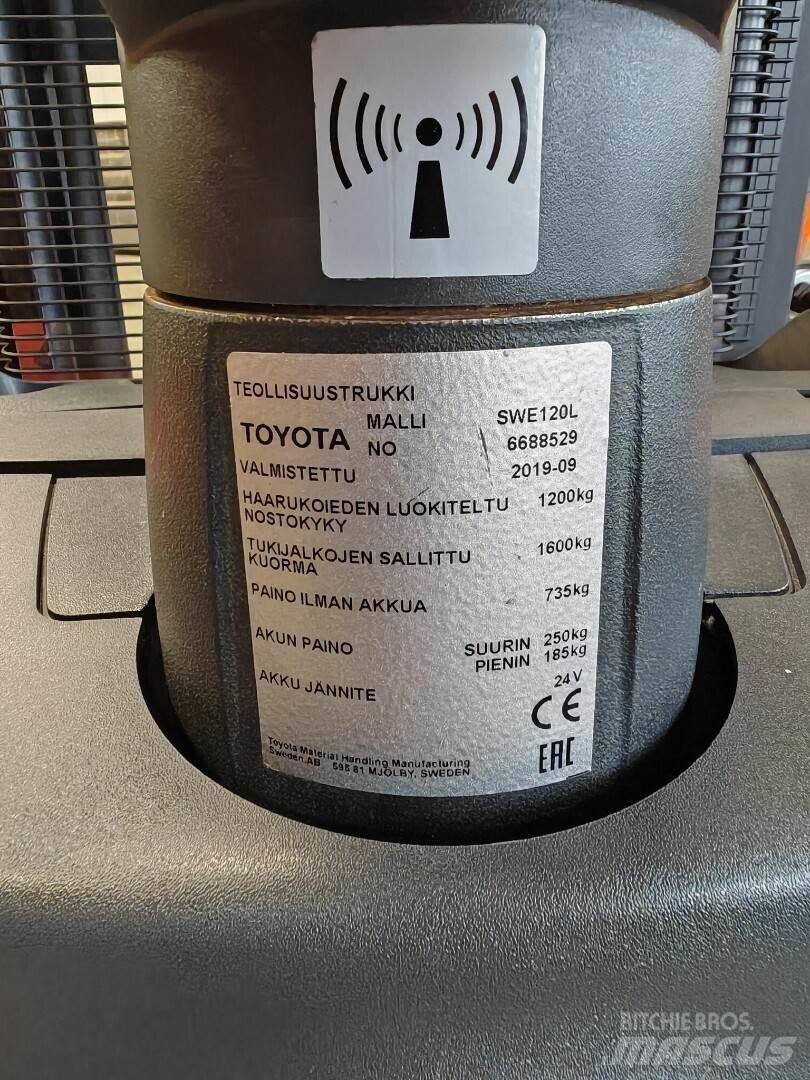 TEOLLISUUSTRUKKI
TOYOTA MALLI SWE120L
NO 6688529
VALMISTETTU 2019-09
HAARUKOIEDEN LUOKITELTU 1200kg
NOSTOKYKY
TUKIJALKOJEN SALLITTU 1600kg
KUORMA
PAINO ILMAN AKKUA 735kg
AKUN PAINO SUURIN 250kg
PIENIN 185kg
AKKU JÄNNITE 24V
CE
Toyota Material Handling Manufacturing
Sweden AB 595 81 MJÖLBY, SWEDEN
EAC
RITCHIE BROS.
MASCUS